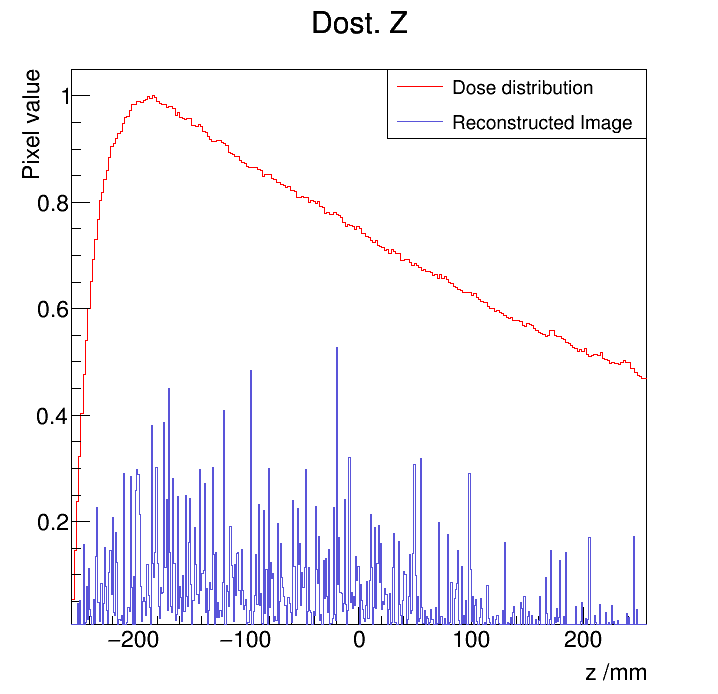 Dost. Z
Pixel value
Dose distribution
Reconstructed Image
1
0.8
0.6
0.4
0.2
−200
−100
0
100
200
z /mm